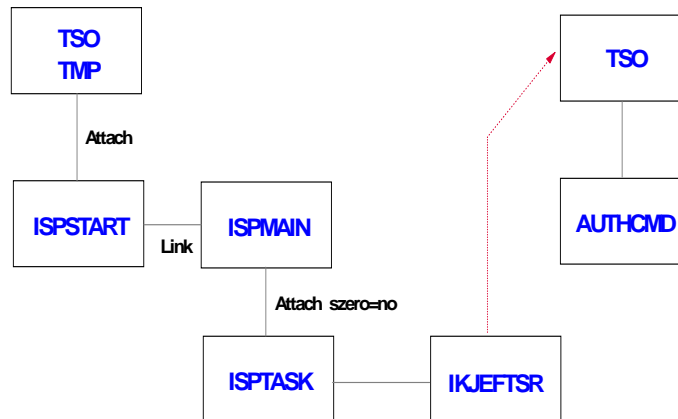 TSO
TMP
TSO
Attach
ISPSTART
ISPMAIN
AUTHCMD
Link
Attach szero=no
ISPTASK
IKJEFTSR